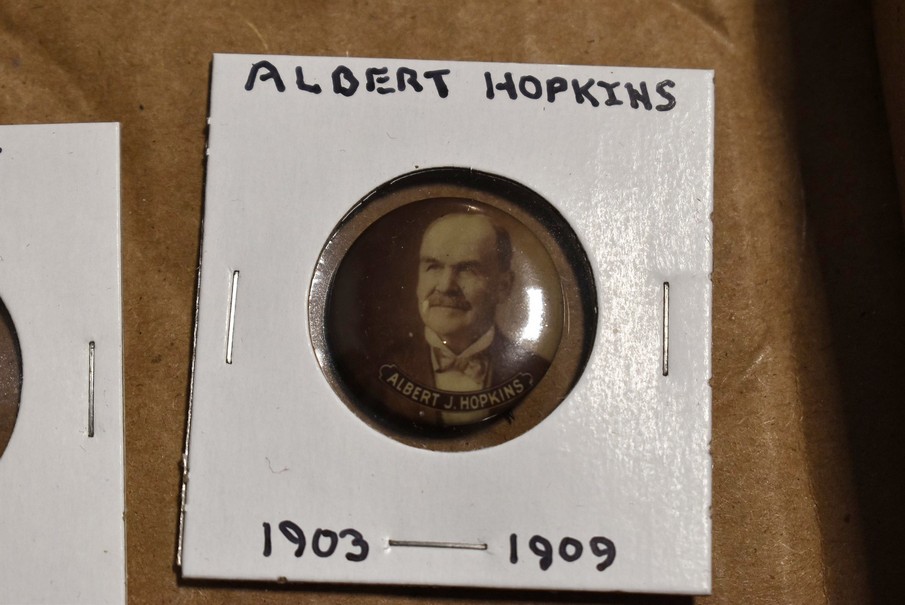 ALBERT HOPKINS
ALBERT J. HOPKINS
1903 — 1909